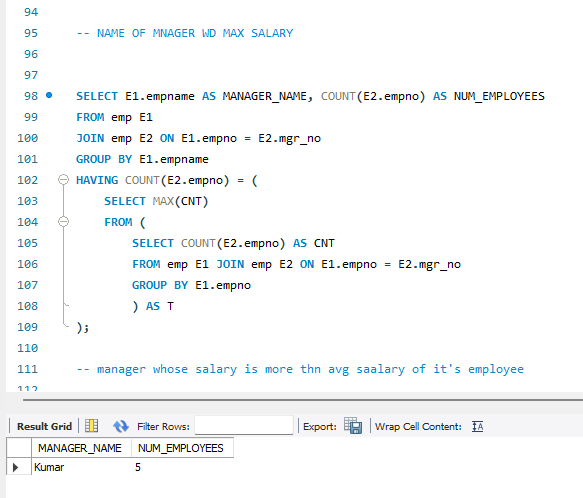 94
95 -- NAME OF MNAGER WD MAX SALARY
96
97
98 SELECT E1.empname AS MANAGER_NAME, COUNT(E2.empno) AS NUM_EMPLOYEES
99 FROM emp E1
100 JOIN emp E2 ON E1.empno = E2.mgr_no
101 GROUP BY E1.empname
102 HAVING COUNT(E2.empno) = (
103 SELECT MAX(CNT)
104 FROM (
105 SELECT COUNT(E2.empno) AS CNT
106 FROM emp E1 JOIN emp E2 ON E1.empno = E2.mgr_no
107 GROUP BY E1.empno
108 ) AS T
109 );
110
111 -- manager whose salary is more thn avg saalary of it's employee
112
Result Grid Filter Rows: Export: Wrap Cell Content:
MANAGER_NAME NUM_EMPLOYEES
Kumar 5